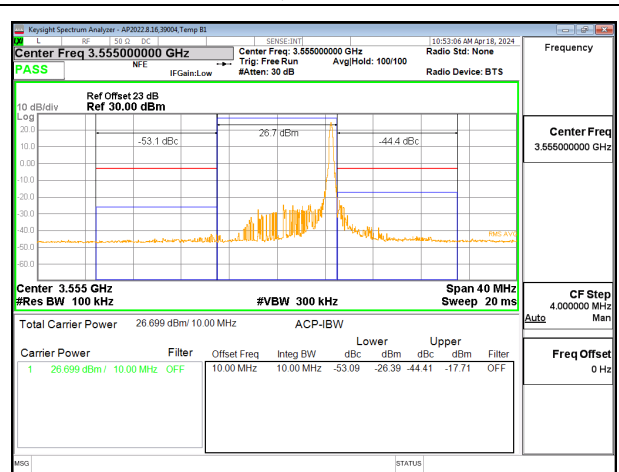 Keysight Spectrum Analyzer - AP2022.8.16,39004,Temp B1
L RF 50 Ω DC SENSE:INT 10:53:06 AM Apr 18, 2024
Center Freq 3.555000000 GHz
Center Freq: 3.555000000 GHz
Radio Std: None
Frequency
PASS
NFE
IFGain:Low
Trig: Free Run
Avg|Hold: 100/100
#Atten: 30 dB
Radio Device: BTS
Ref Offset 23 dB
10 dB/div Ref 30.00 dBm
Log
20.0
10.0
0.00
-10.0
-20.0
-30.0
-40.0
-50.0
-60.0
-53.1 dBc
26.7 dBm
-44.4 dBc
RMS AVG
Center Freq
3.555000000 GHz
Center 3.555 GHz
Span 40 MHz
#Res BW 100 kHz
#VBW 300 kHz
Sweep 20 ms
CF Step
4.000000 MHz
Auto Man
Total Carrier Power 26.699 dBm/ 10.00 MHz ACP-IBW
Lower Upper
Carrier Power Filter Offset Freq Integ BW dBc dBm dBc dBm Filter
1 26.699 dBm / 10.00 MHz OFF 10.00 MHz 10.00 MHz -53.09 -26.39 -44.41 -17.71 OFF
Freq Offset
0 Hz
MSG
STATUS